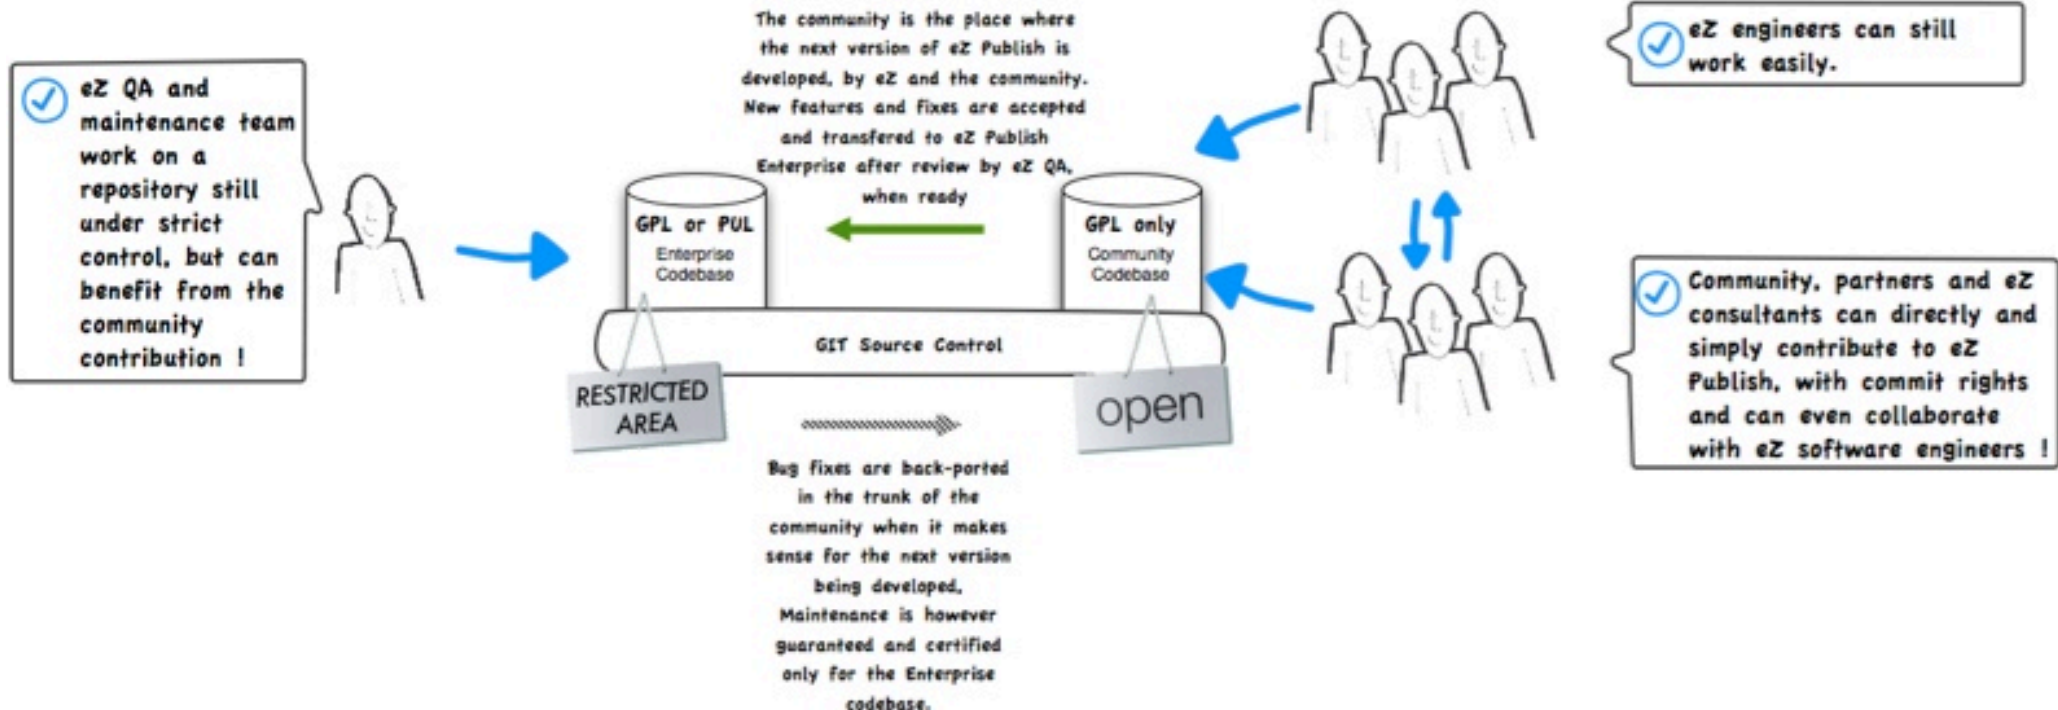 eZ QA and
maintenance team
work on a
repository still
under strict
control, but can
benefit from the
community
contribution !
The community is the place where
the next version of eZ Publish is
developed, by eZ and the community.
New features and fixes are accepted
and transfered to eZ Publish
Enterprise after review by eZ QA,
when ready
GPL or PUL
Enterprise
Codebase
GPL only
Community
Codebase
GIT Source Control
RESTRICTED
AREA
open
Bug fixes are back-ported
in the trunk of the
community when it makes
sense for the next version
being developed,
Maintenance is however
guaranteed and certified
only for the Enterprise
codebase.
eZ engineers can still
work easily.
Community, partners and eZ
consultants can directly and
simply contribute to eZ
Publish, with commit rights
and can even collaborate
with eZ software engineers !